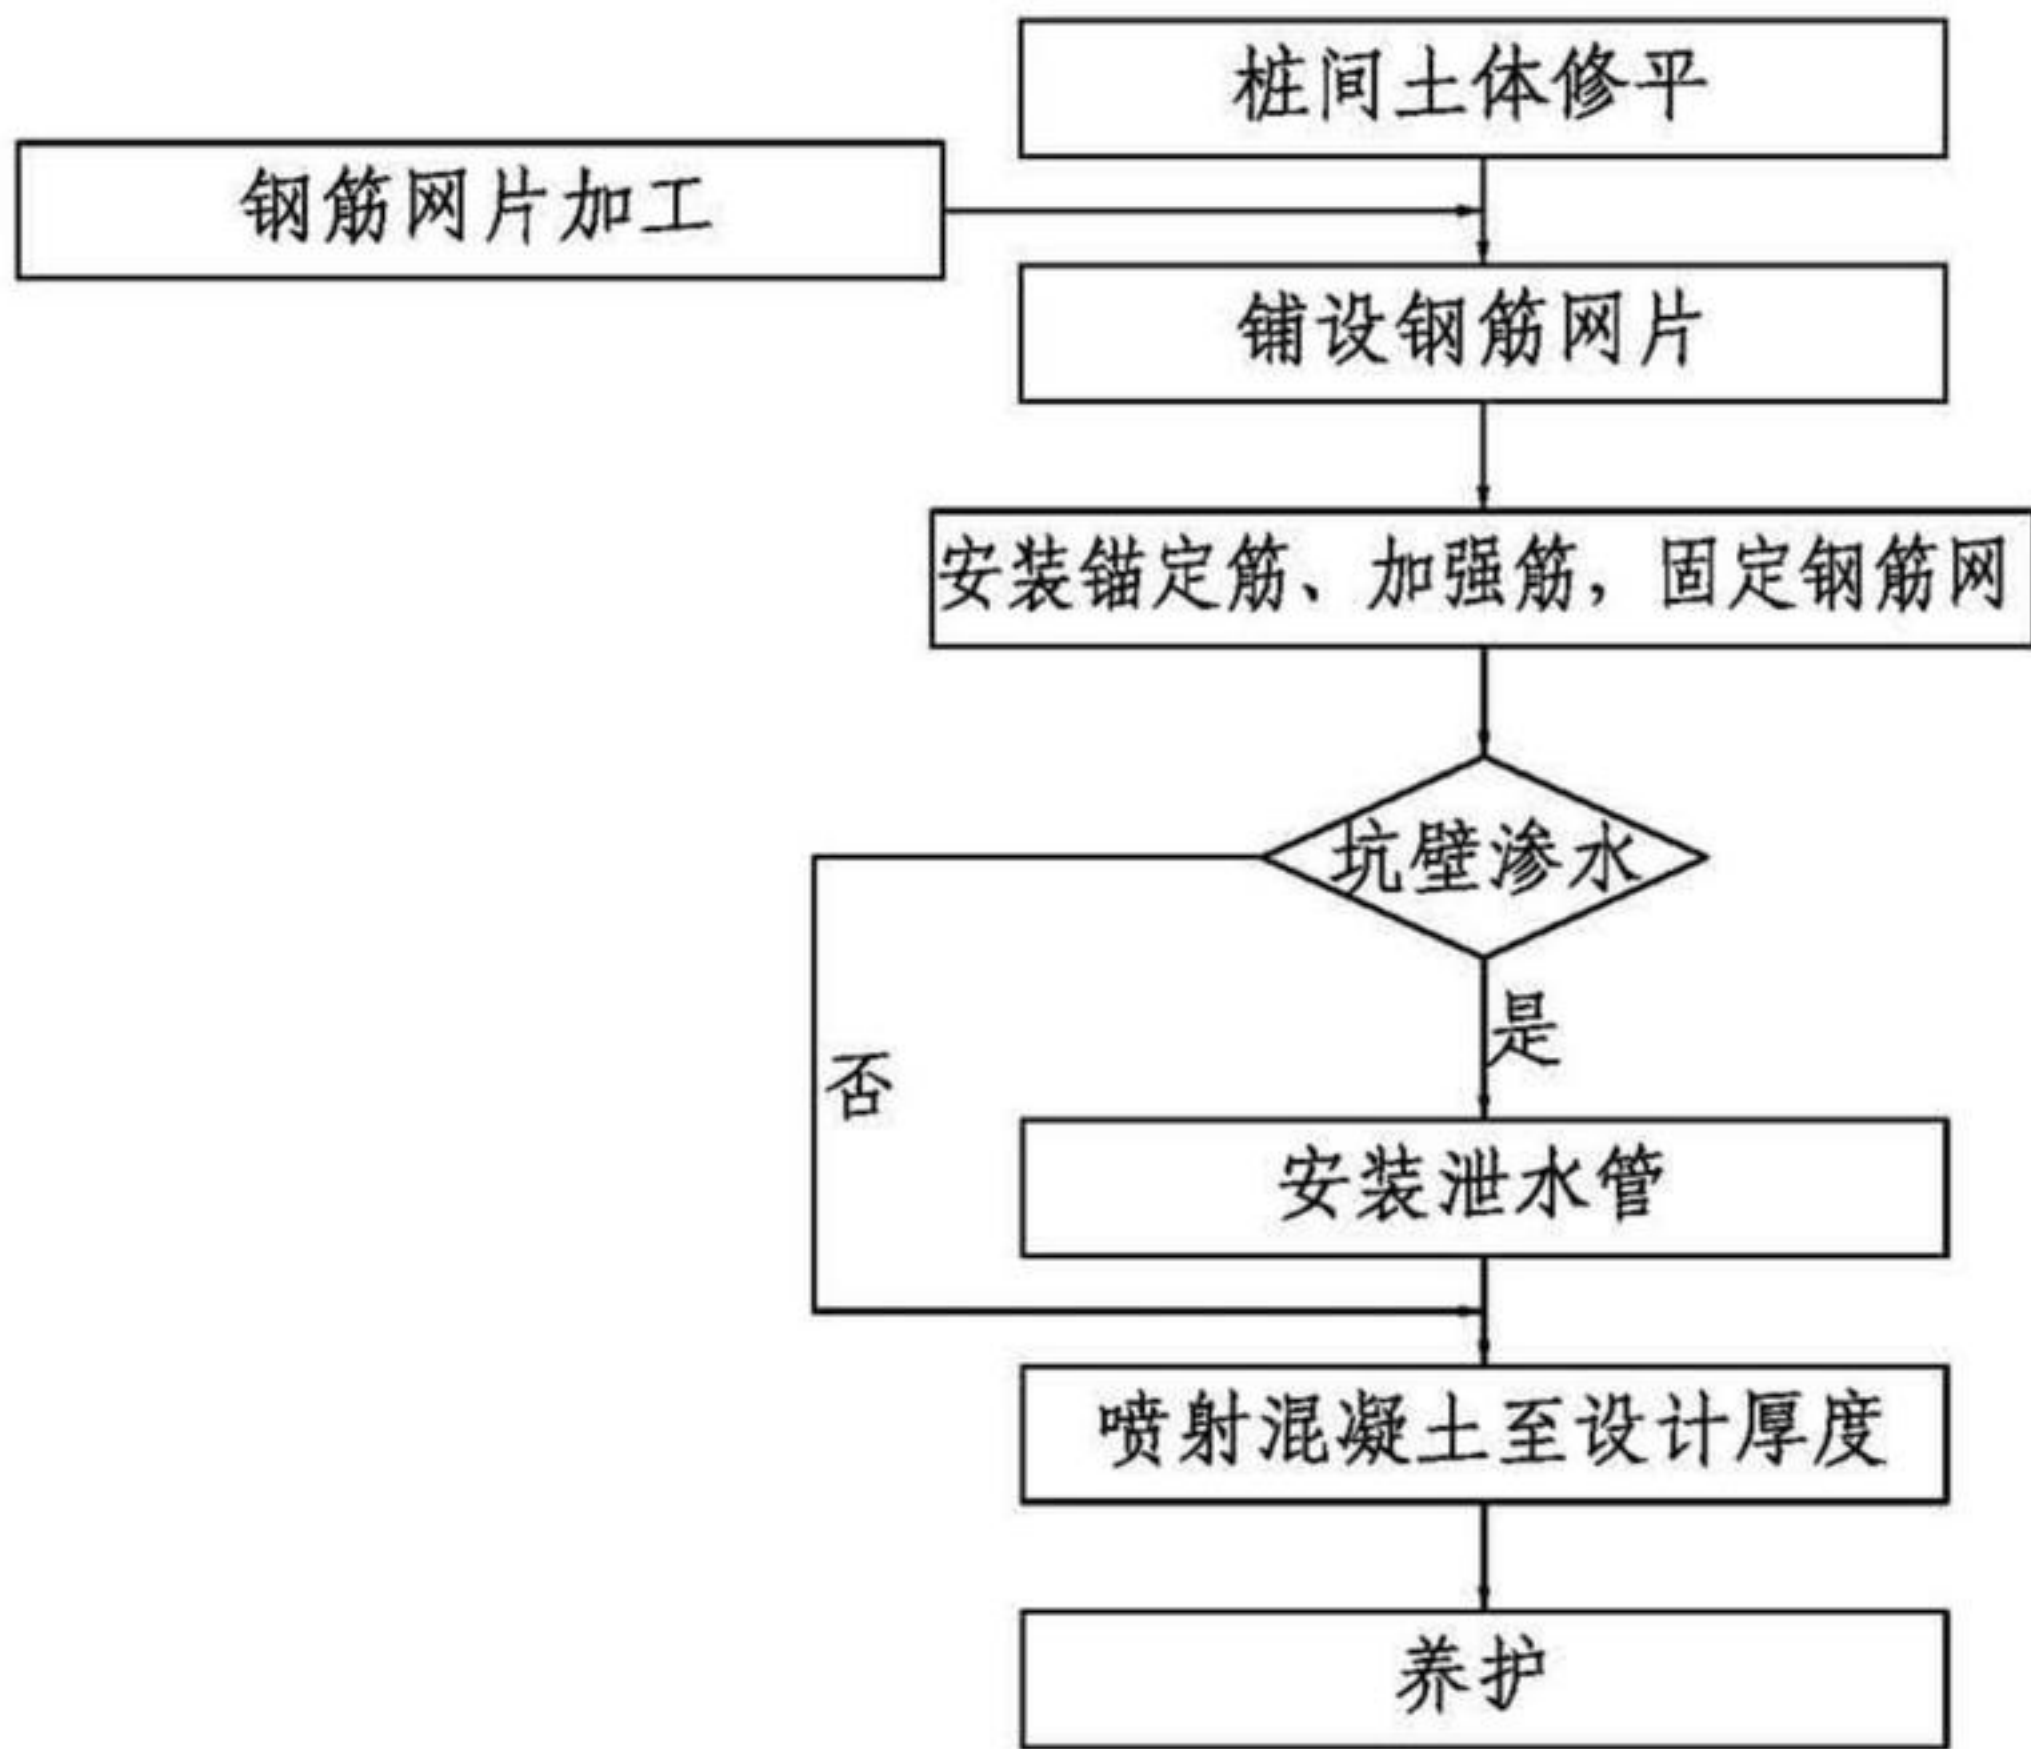 桩间土体修平
钢筋网片加工
铺设钢筋网片
安装锚定筋、加强筋，固定钢筋网
坑壁渗水
是
否
安装泄水管
喷射混凝土至设计厚度
养护